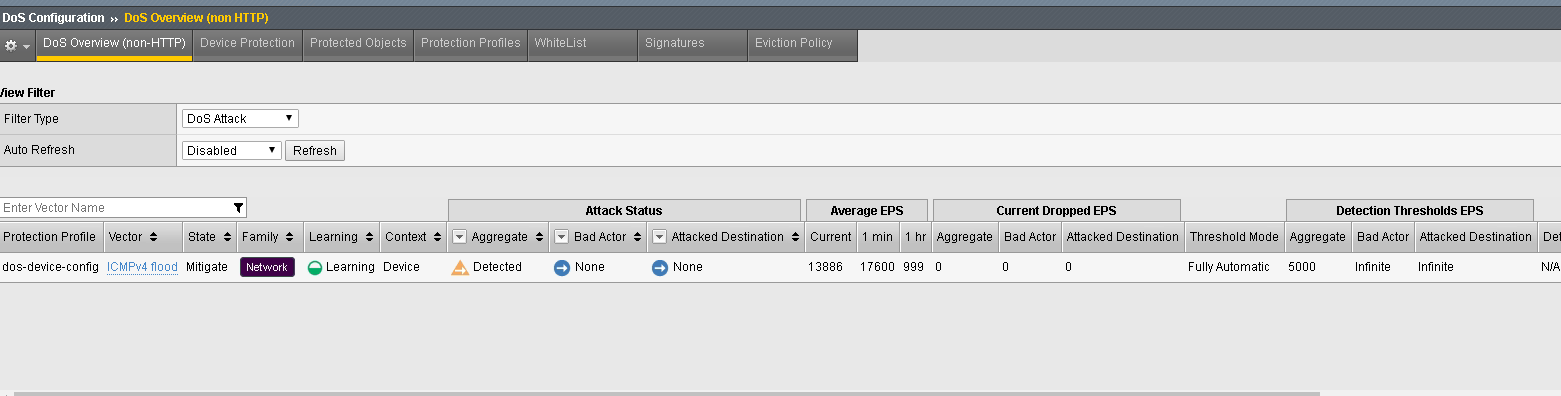 DoS Configuration ›› DoS Overview (non HTTP)
DoS Overview (non-HTTP) Device Protection Protected Objects Protection Profiles WhiteList Signatures Eviction Policy
View Filter
Filter Type DoS Attack
Auto Refresh Disabled Refresh
Enter Vector Name Attack Status Average EPS Current Dropped EPS Detection Thresholds EPS
Protection Profile Vector State Family Learning Context Aggregate Bad Actor Attacked Destination Current 1 min 1 hr Aggregate Bad Actor Attacked Destination Threshold Mode Aggregate Bad Actor Attacked Destination Det
dos-device-config ICMPv4 flood Mitigate Network Learning Device Detected None None 13886 17600 999 0 0 0 Fully Automatic 5000 Infinite Infinite N/A